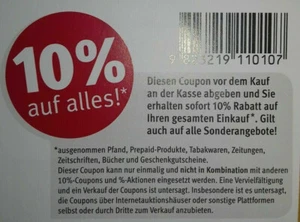 10%
auf alles!*
9 873219 110107
Diesen Coupon vor dem Kauf
an der Kasse abgeben und Sie
erhalten sofort 10% Rabatt auf
Ihren gesamten Einkauf*. Gilt
auch auf alle Sonderangebote!
*ausgenommen Pfand, Prepaid-Produkte, Tabakwaren, Zeitungen,
Zeitschriften, Bücher und Geschenkgutscheine.
Dieser Coupon kann nur einmalig und nicht in Kombination mit anderen
10%-Coupons und %-Aktionen eingesetzt werden. Eine Vervielfältigung
und ein Verkauf der Coupons ist untersagt. Insbesondere ist es untersagt,
die Coupons über Internetauktionshäuser oder sonstige Plattformen
selbst oder durch Dritte zum Verkauf anzubieten.